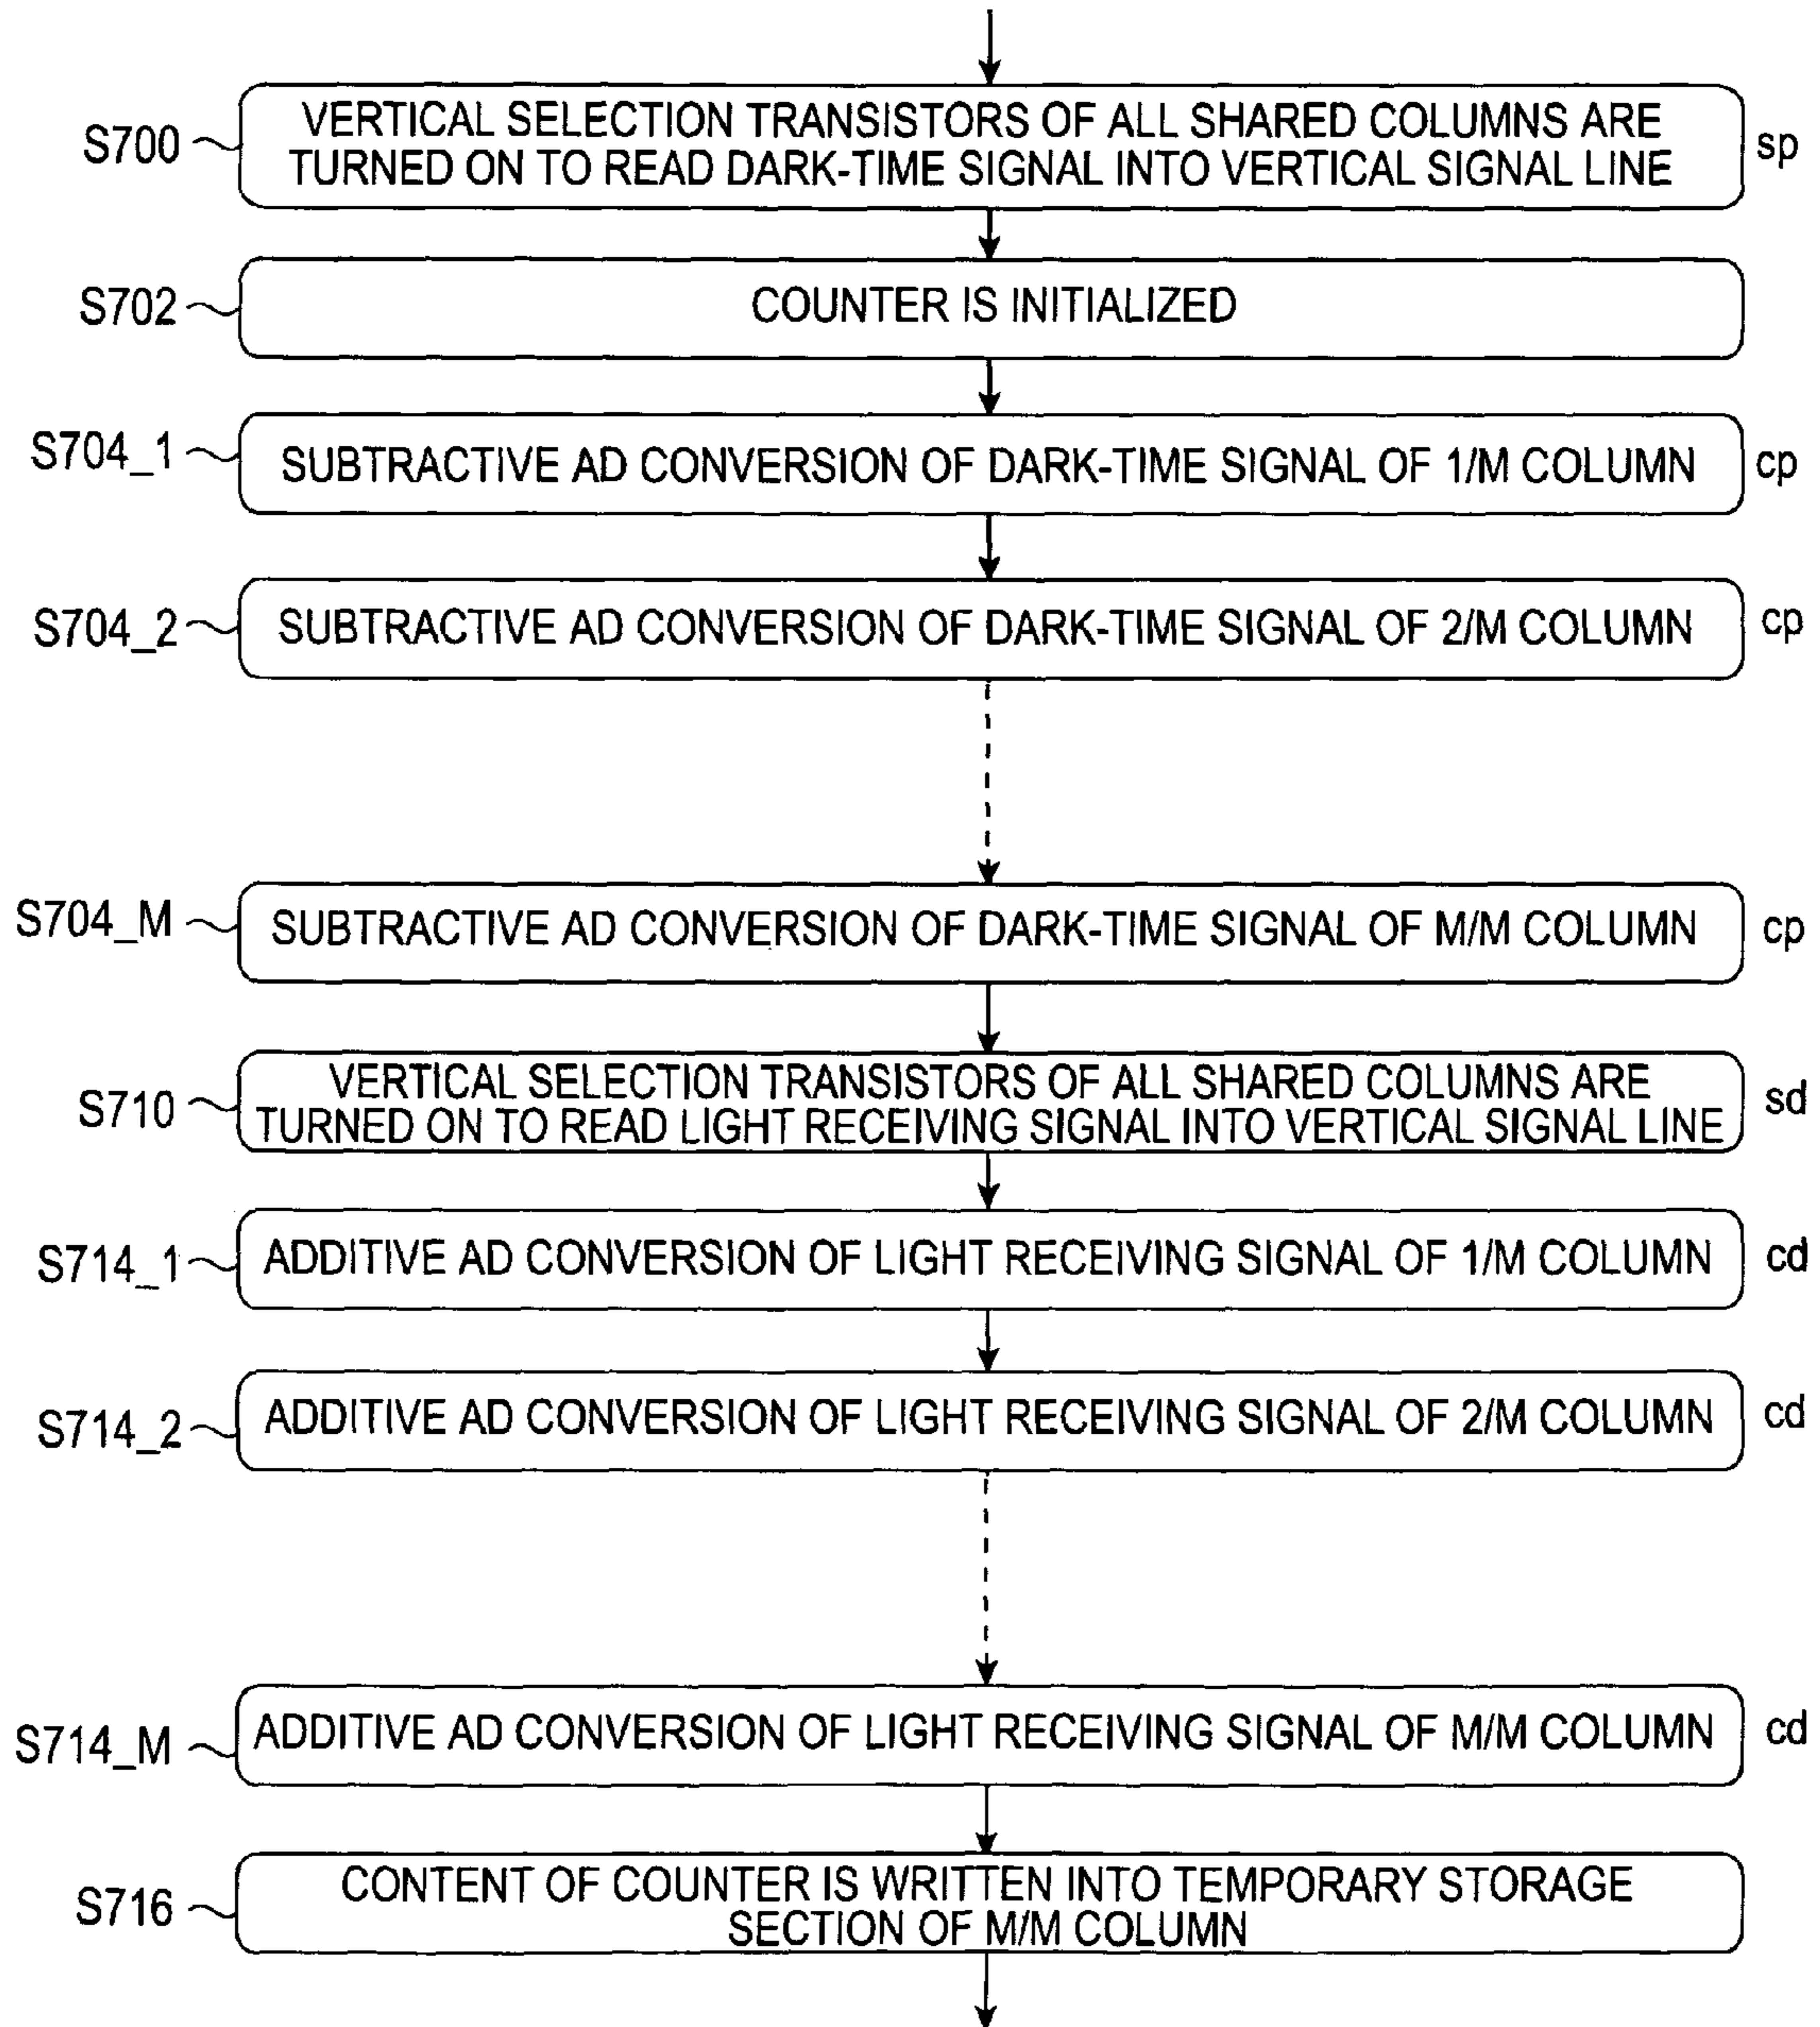 S700
VERTICAL SELECTION TRANSISTORS OF ALL SHARED COLUMNS ARE
TURNED ON TO READ DARK-TIME SIGNAL INTO VERTICAL SIGNAL LINE
sp
S702
COUNTER IS INITIALIZED
S704_1
SUBTRACTIVE AD CONVERSION OF DARK-TIME SIGNAL OF 1/M COLUMN
cp
S704_2
SUBTRACTIVE AD CONVERSION OF DARK-TIME SIGNAL OF 2/M COLUMN
cp
S704_M
SUBTRACTIVE AD CONVERSION OF DARK-TIME SIGNAL OF M/M COLUMN
cp
S710
VERTICAL SELECTION TRANSISTORS OF ALL SHARED COLUMNS ARE
TURNED ON TO READ LIGHT RECEIVING SIGNAL INTO VERTICAL SIGNAL LINE
sd
S714_1
ADDITIVE AD CONVERSION OF LIGHT RECEIVING SIGNAL OF 1/M COLUMN
cd
S714_2
ADDITIVE AD CONVERSION OF LIGHT RECEIVING SIGNAL OF 2/M COLUMN
cd
S714_M
ADDITIVE AD CONVERSION OF LIGHT RECEIVING SIGNAL OF M/M COLUMN
cd
S716
CONTENT OF COUNTER IS WRITTEN INTO TEMPORARY STORAGE
SECTION OF M/M COLUMN